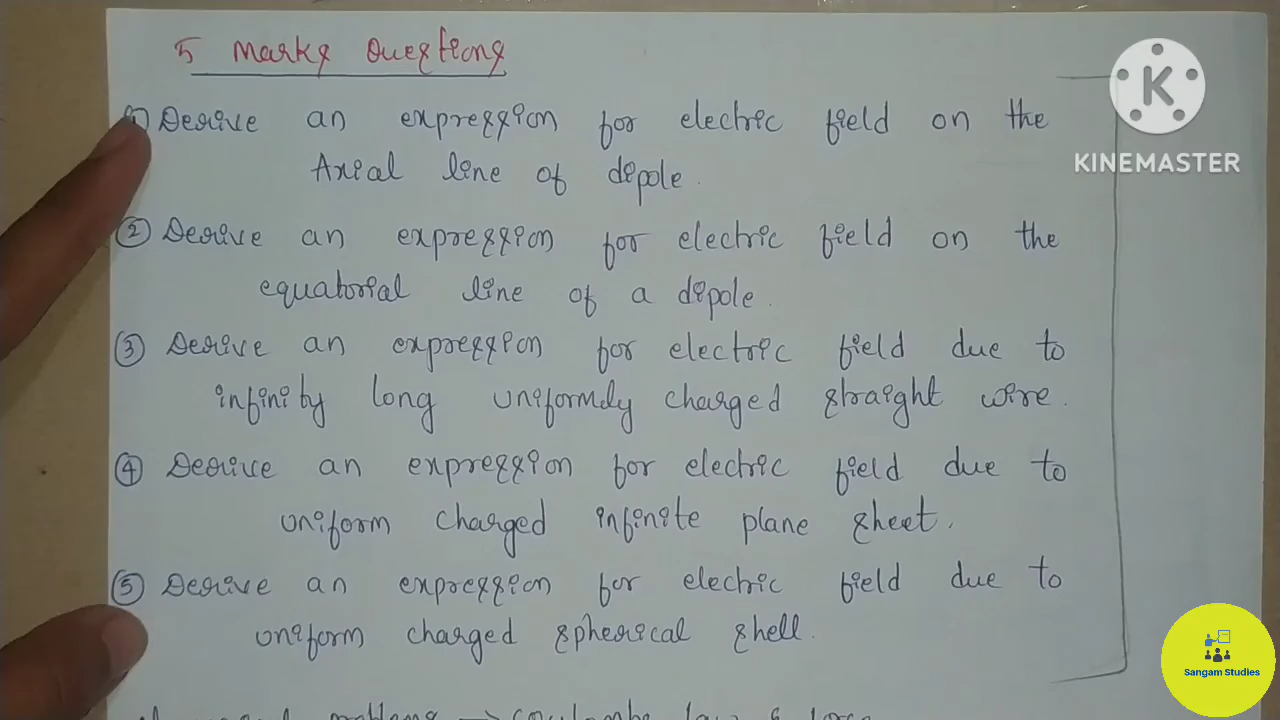 5 Marks Questions
① Derive an expression for electric field on the
Axial line of dipole.
② Derive an expression for electric field on the
equatorial line of a dipole.
③ Derive an expression for electric field due to
infinity long uniformly charged straight wire.
④ Derive an expression for electric field due to
uniform charged infinite plane sheet.
⑤ Derive an expression for electric field due to
uniform charged spherical shell.
K
KINEMASTER
Sangam Studies